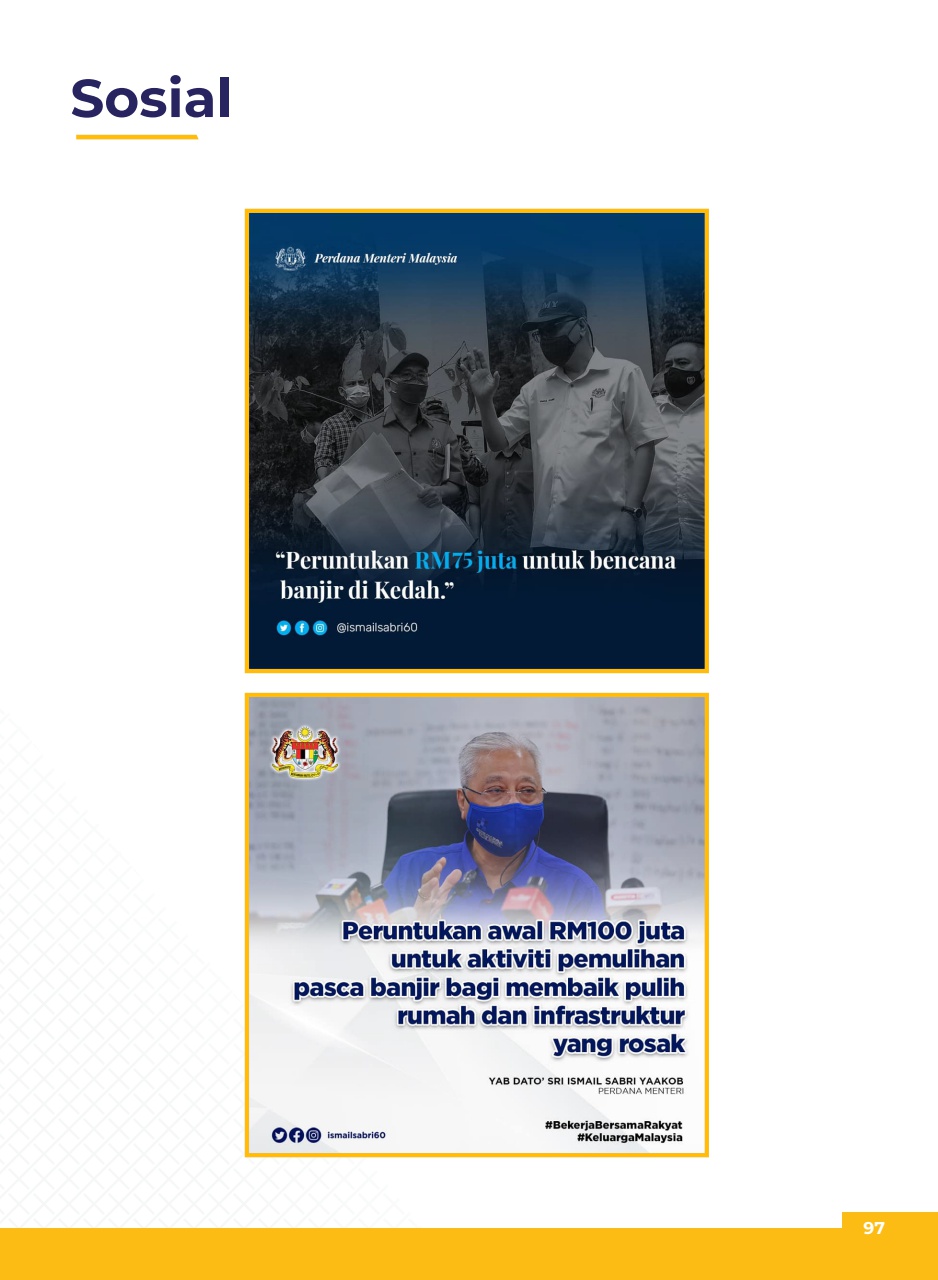 Sosial
Perdana Menteri Malaysia
“Peruntukan RM75 juta untuk bencana
banjir di Kedah.”
@ismailsabri60
Peruntukan awal RM100 juta
untuk aktiviti pemulihan
pasca banjir bagi membaik pulih
rumah dan infrastruktur
yang rosak
YAB DATO’ SRI ISMAIL SABRI YAAKOB
PERDANA MENTERI
#BekerjaBersamaRakyat
#KeluargaMalaysia
ismailsabri60
97